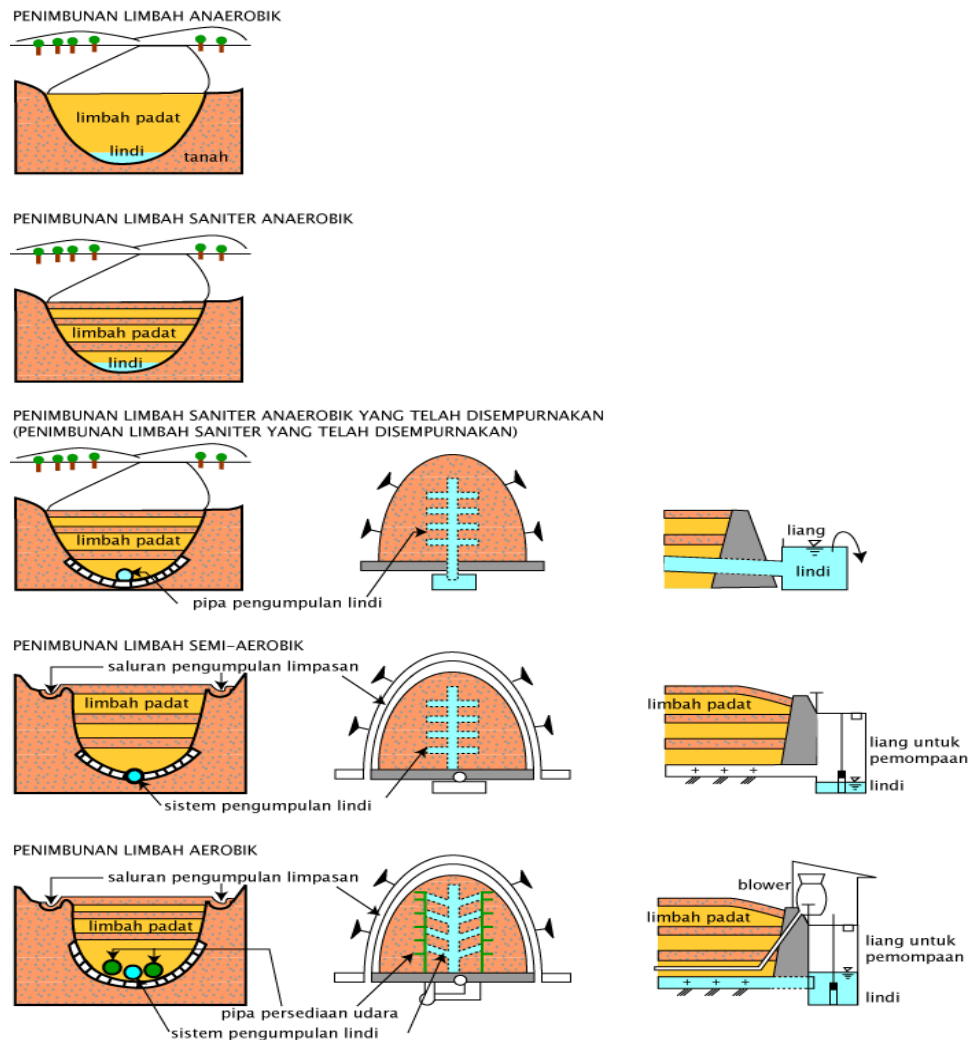 PENIMBUNAN LIMBAH ANAEROBIK
limbah padat
lindi
tanah
PENIMBUNAN LIMBAH SANITER ANAEROBIK
limbah padat
lindi
PENIMBUNAN LIMBAH SANITER ANAEROBIK YANG TELAH DISEMPURNAKAN
(PENIMBUNAN LIMBAH SANITER YANG TELAH DISEMPURNAKAN)
limbah padat
pipa pengumpulan lindi
liang
lindi
PENIMBUNAN LIMBAH SEMI-AEROBIK
saluran pengumpulan limpasan
limbah padat
sistem pengumpulan lindi
limbah padat
liang untuk
pemompaan
lindi
PENIMBUNAN LIMBAH AEROBIK
saluran pengumpulan limpasan
limbah padat
pipa persediaan udara
sistem pengumpulan lindi
blower
limbah padat
liang untuk
pemompaan
lindi